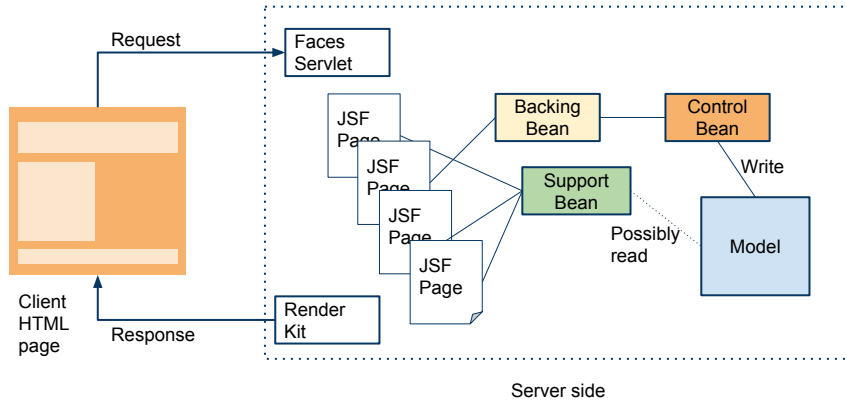 Request
Faces
Servlet
JSF
Page
JSF
Page
JSF
Page
JSF
Page
Backing
Bean
Control
Bean
Support
Bean
Write
Possibly
read
Model
Client
HTML
page
Response
Render
Kit
Server side